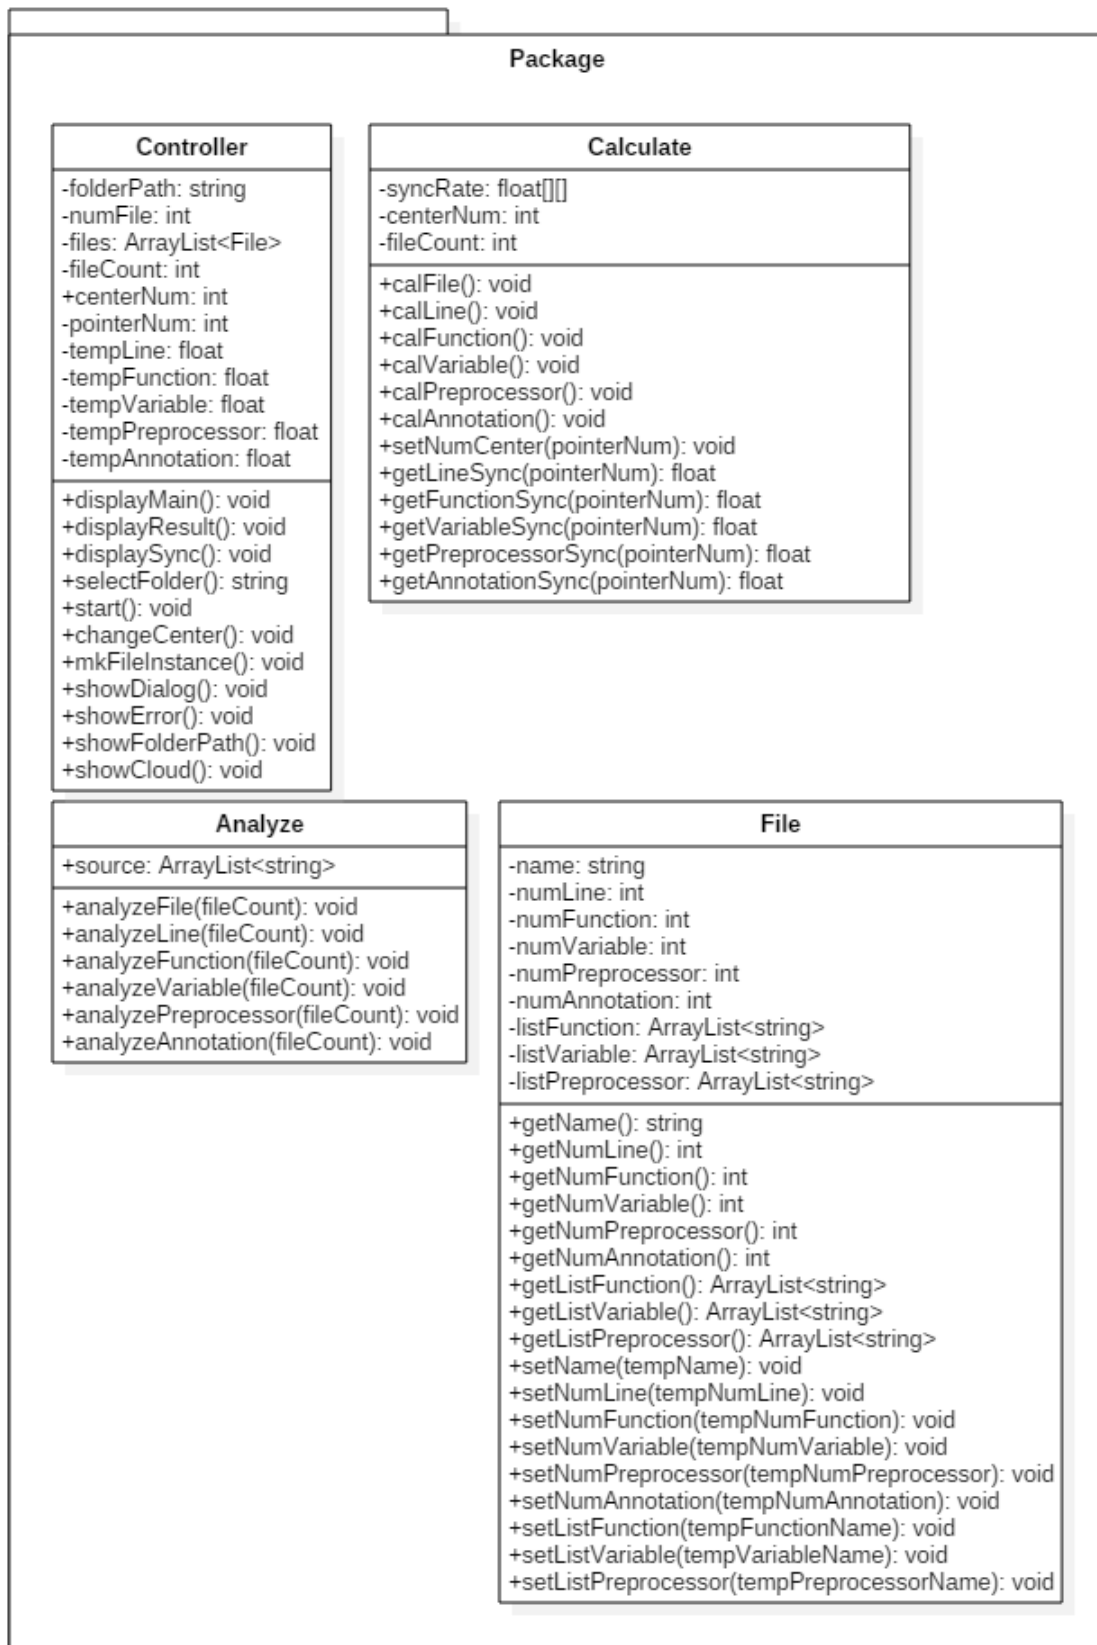 Package
Controller
-folderPath: string
-numFile: int
-files: ArrayList<File>
-fileCount: int
+centerNum: int
-pointerNum: int
-tempLine: float
-tempFunction: float
-tempVariable: float
-tempPreprocessor: float
-tempAnnotation: float
+displayMain(): void
+displayResult(): void
+displaySync(): void
+selectFolder(): string
+start(): void
+changeCenter(): void
+mkFileInstance(): void
+showDialog(): void
+showError(): void
+showFolderPath(): void
+showCloud(): void
Calculate
-syncRate: float[][]
-centerNum: int
-fileCount: int
+calFile(): void
+calLine(): void
+calFunction(): void
+calVariable(): void
+calPreprocessor(): void
+calAnnotation(): void
+setNumCenter(pointerNum): void
+getLineSync(pointerNum): float
+getFunctionSync(pointerNum): float
+getVariableSync(pointerNum): float
+getPreprocessorSync(pointerNum): float
+getAnnotationSync(pointerNum): float
Analyze
+source: ArrayList<string>
+analyzeFile(fileCount): void
+analyzeLine(fileCount): void
+analyzeFunction(fileCount): void
+analyzeVariable(fileCount): void
+analyzePreprocessor(fileCount): void
+analyzeAnnotation(fileCount): void
File
-name: string
-numLine: int
-numFunction: int
-numVariable: int
-numPreprocessor: int
-numAnnotation: int
-listFunction: ArrayList<string>
-listVariable: ArrayList<string>
-listPreprocessor: ArrayList<string>
+getName(): string
+getNumLine(): int
+getNumFunction(): int
+getNumVariable(): int
+getNumPreprocessor(): int
+getNumAnnotation(): int
+getListFunction(): ArrayList<string>
+getListVariable(): ArrayList<string>
+getListPreprocessor(): ArrayList<string>
+setName(tempName): void
+setNumLine(tempNumLine): void
+setNumFunction(tempNumFunction): void
+setNumVariable(tempNumVariable): void
+setNumPreprocessor(tempNumPreprocessor): void
+setNumAnnotation(tempNumAnnotation): void
+setListFunction(tempFunctionName): void
+setListVariable(tempVariableName): void
+setListPreprocessor(tempPreprocessorName): void